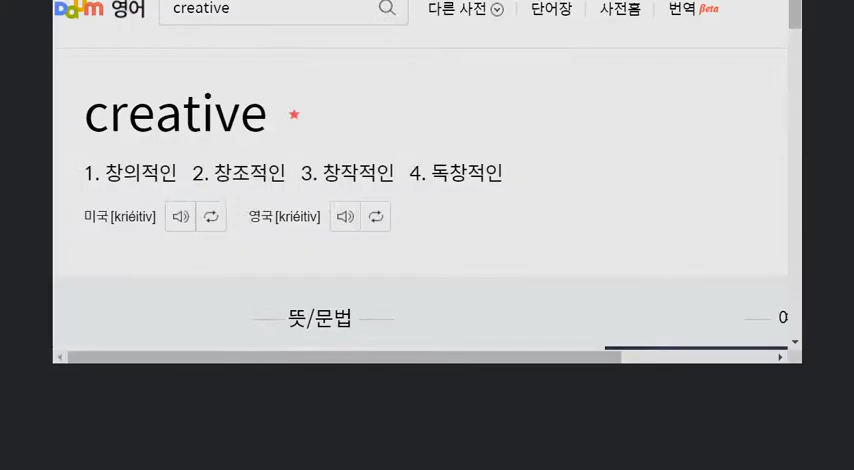 Daum 영어 creative 다른 사전 단어장 사전홈 번역 βeta
creative
1. 창의적인 2. 창조적인 3. 창작적인 4. 독창적인
미국[kriéitiv] 영국[kriéitiv]
뜻/문법